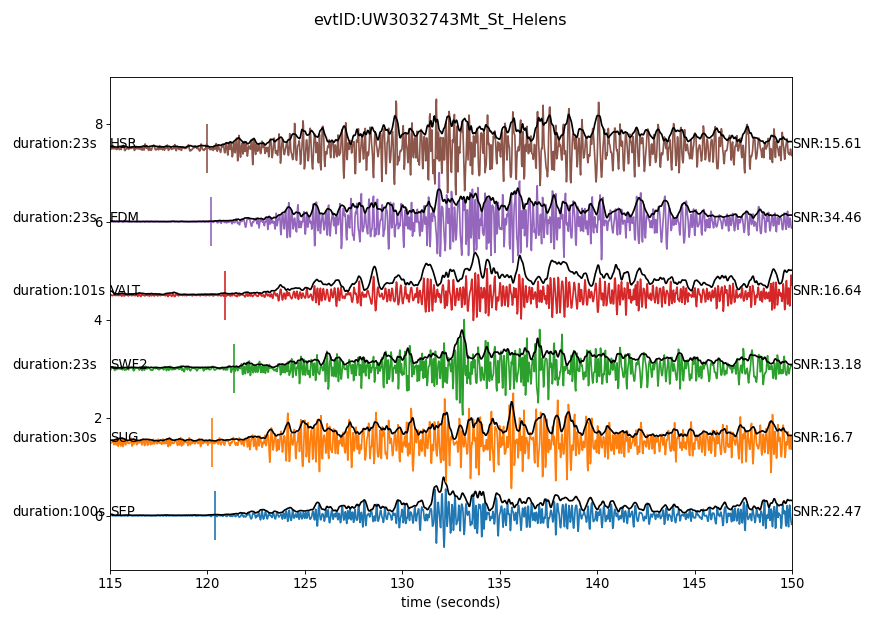 evtID:UW3032743Mt_St_Helens
8
duration:23s HSR SNR:15.61
duration:23s EDM SNR:34.46
6
duration:101s VALT SNR:16.64
4
duration:23s SWF2 SNR:13.18
2
duration:30s SUG SNR:16.7
duration:100s SEP SNR:22.47
0
115 120 125 130 135 140 145 150
time (seconds)